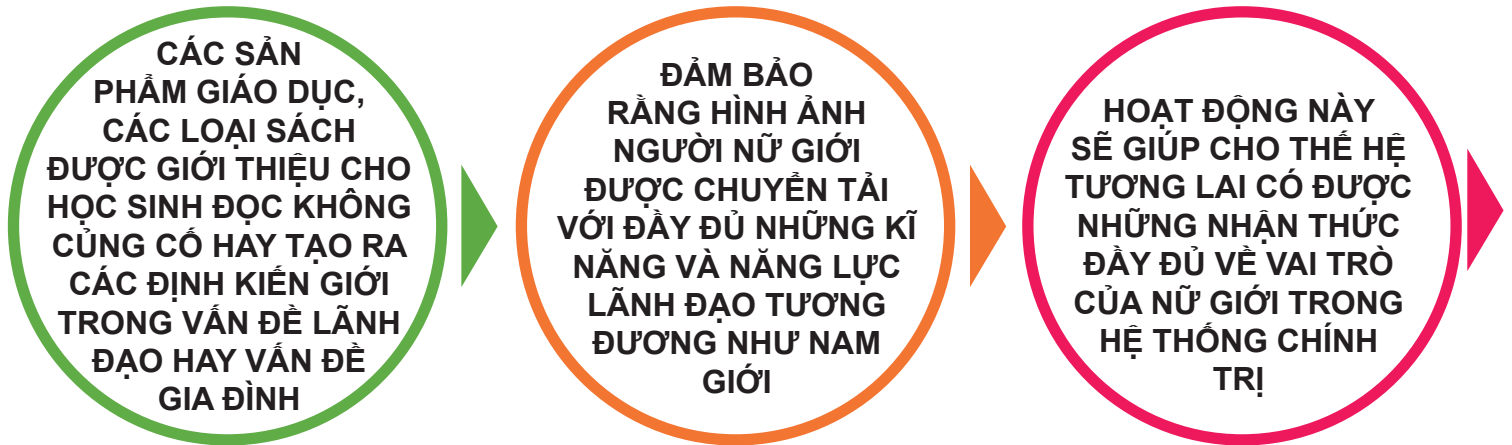 CÁC SẢN
PHẨM GIÁO DỤC,
CÁC LOẠI SÁCH
ĐƯỢC GIỚI THIỆU CHO
HỌC SINH ĐỌC KHÔNG
CỦNG CỐ HAY TẠO RA
CÁC ĐỊNH KIẾN GIỚI
TRONG VẤN ĐỀ LÃNH
ĐẠO HAY VẤN ĐỀ
GIA ĐÌNH
ĐẢM BẢO
RẰNG HÌNH ẢNH
NGƯỜI NỮ GIỚI
ĐƯỢC CHUYỂN TẢI
VỚI ĐẦY ĐỦ NHỮNG KĨ
NĂNG VÀ NĂNG LỰC
LÃNH ĐẠO TƯƠNG
ĐƯƠNG NHƯ NAM
GIỚI
HOẠT ĐỘNG NÀY
SẼ GIÚP CHO THẾ HỆ
TƯƠNG LAI CÓ ĐƯỢC
NHỮNG NHẬN THỨC
ĐẦY ĐỦ VỀ VAI TRÒ
CỦA NỮ GIỚI TRONG
HỆ THỐNG CHÍNH
TRỊ